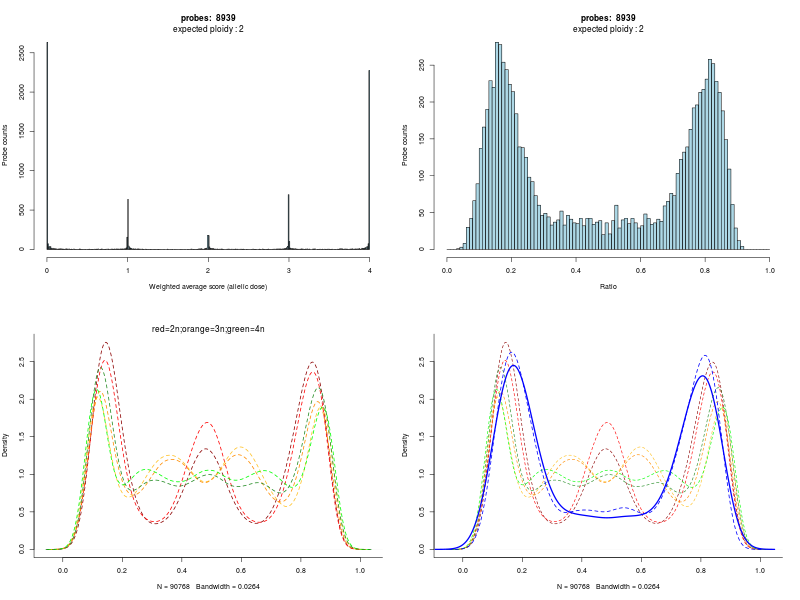 probes: 8939
expected ploidy : 2
Probe counts
2500
2000
1500
1000
500
0
0 1 2 3 4
Weighted average score (allelic dose)
probes: 8939
expected ploidy : 2
Probe counts
250
200
150
100
50
0
0.0 0.2 0.4 0.6 0.8 1.0
Ratio
red=2n;orange=3n;green=4n
Density
2.5
2.0
1.5
1.0
0.5
0.0
0.0 0.2 0.4 0.6 0.8 1.0
N = 90768 Bandwidth = 0.0264
Density
2.5
2.0
1.5
1.0
0.5
0.0
0.0 0.2 0.4 0.6 0.8 1.0
N = 90768 Bandwidth = 0.0264